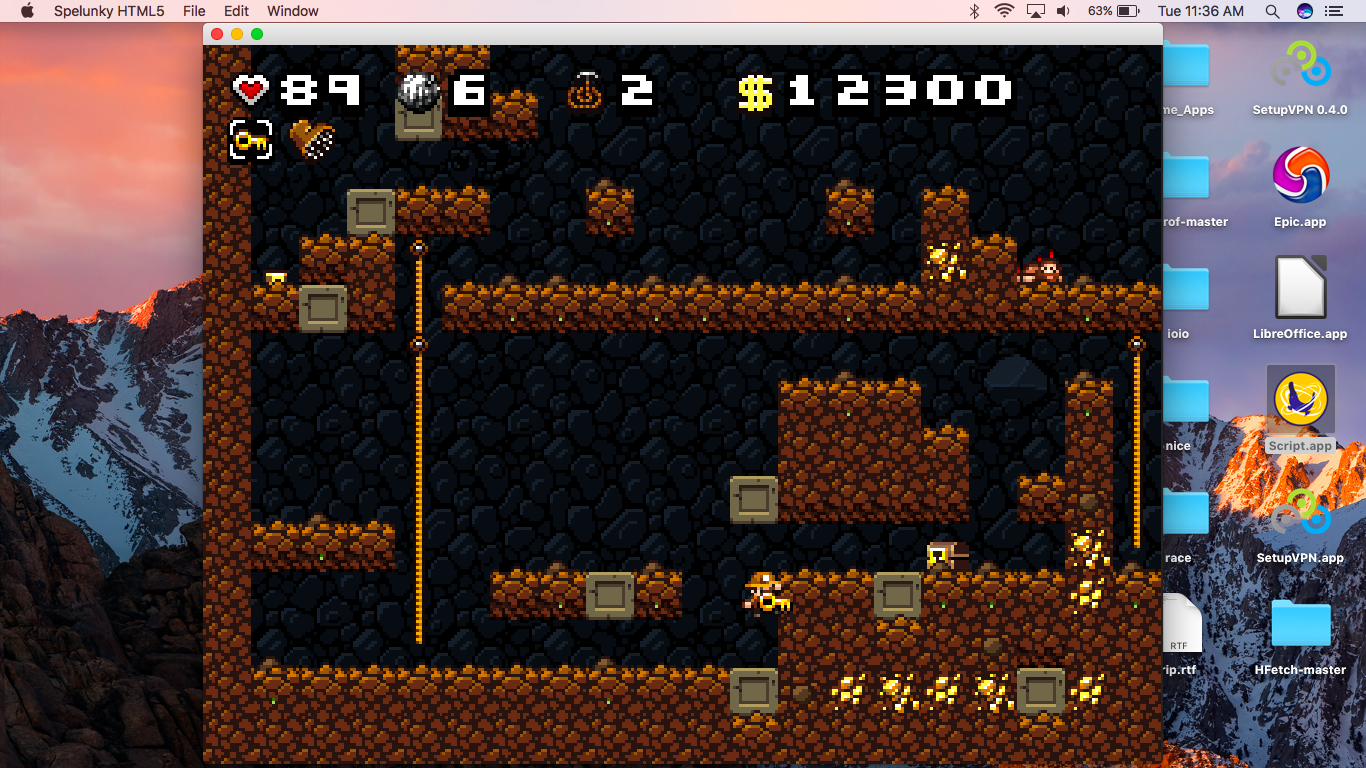 Spelunky HTML5 File Edit Window 63% Tue 11:36 AM
89 6 2 $12300
me_Apps SetupVPN 0.4.0
rof-master Epic.app
ioio LibreOffice.app
nice Script.app
race SetupVPN.app
RTF
rip.rtf HFetch-master